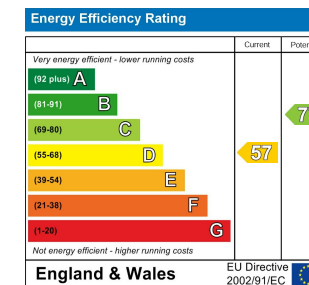 Energy Efficiency Rating
Current
Very energy efficient - lower running costs
(92 plus) A
(81-91) B
(69-80) C
(55-68) D
57
(39-54) E
(21-38) F
(1-20) G
Not energy efficient - higher running costs
England & Wales
EU Directive
2002/91/EC